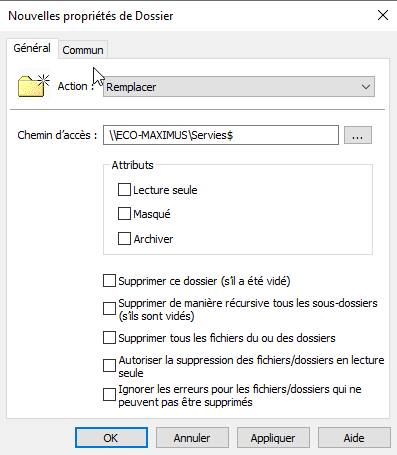 Nouvelles propriétés de Dossier
Général
Commun
Action :
Remplacer
Chemin d'accès :
\\ECO-MAXIMUS\Servies$
...
Attributs
Lecture seule
Masqué
Archiver
Supprimer ce dossier (s'il a été vidé)
Supprimer de manière récursive tous les sous-dossiers
(s'ils sont vidés)
Supprimer tous les fichiers du ou des dossiers
Autoriser la suppression des fichiers/dossiers en lecture
seule
Ignorer les erreurs pour les fichiers/dossiers qui ne
peuvent pas être supprimés
OK
Annuler
Appliquer
Aide